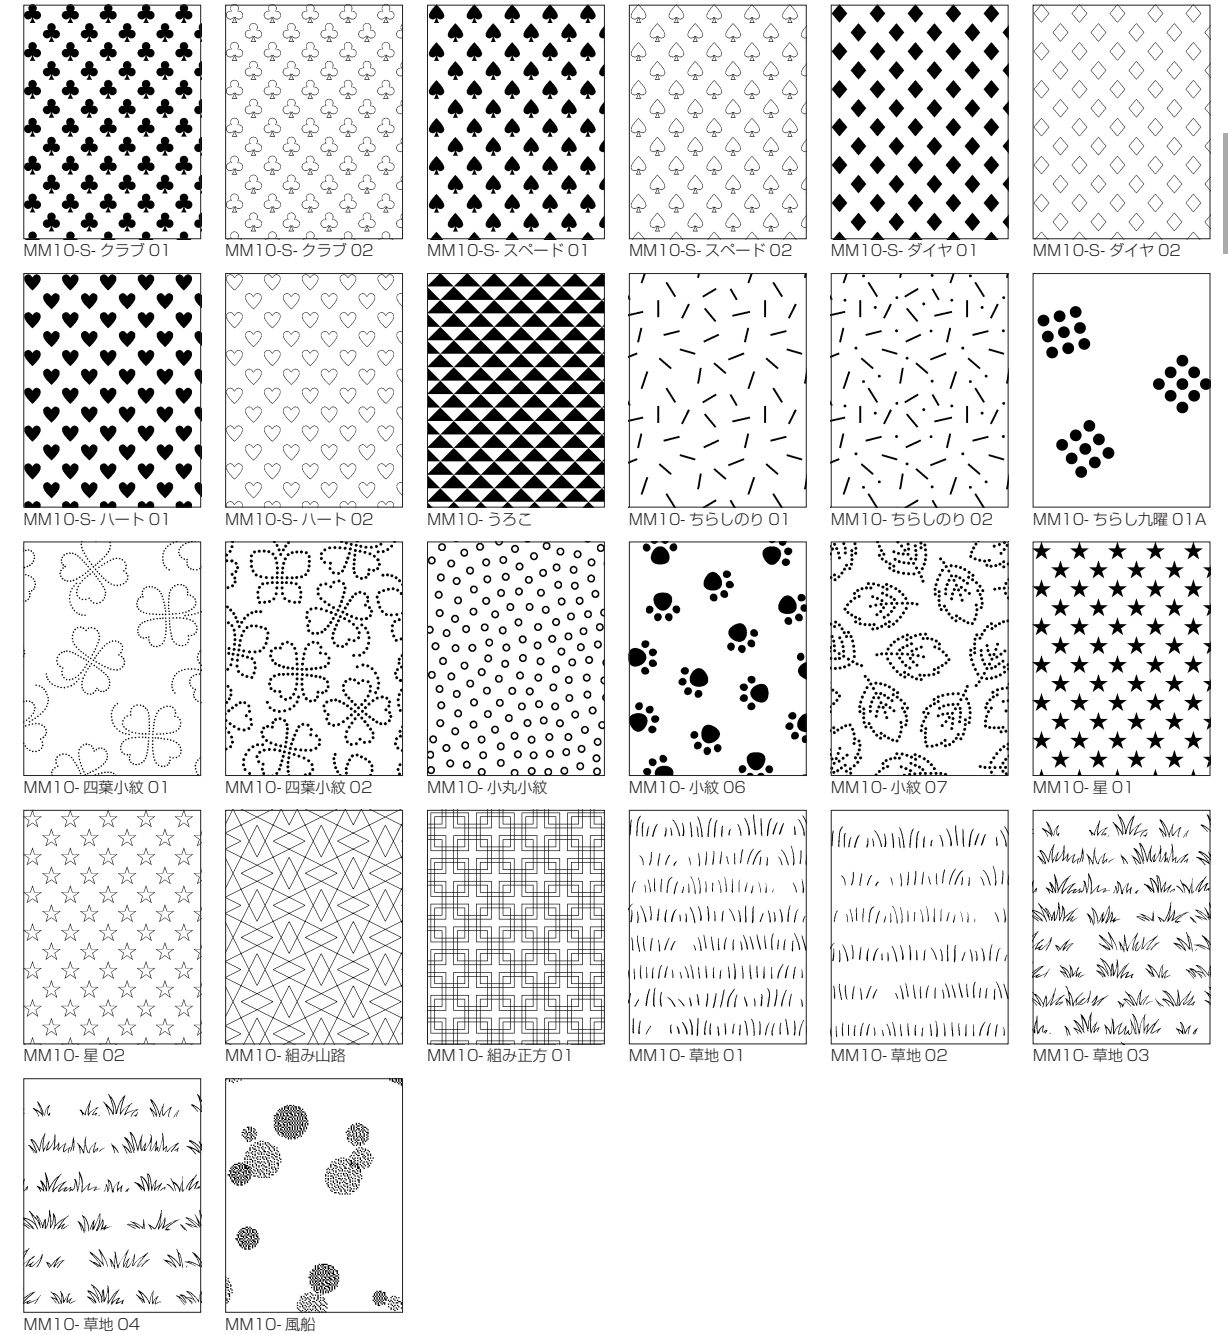 MM10-S- クラブ 01
MM10-S- クラブ 02
MM10-S- スペード 01
MM10-S- スペード 02
MM10-S- ダイヤ 01
MM10-S- ダイヤ 02
MM10-S- ハート 01
MM10-S- ハート 02
MM10- うろこ
MM10- ちらしのり 01
MM10- ちらしのり 02
MM10- ちらし九曜 01A
MM10- 四葉小紋 01
MM10- 四葉小紋 02
MM10- 小丸小紋
MM10- 小紋 06
MM10- 小紋 07
MM10- 星 01
MM10- 星 02
MM10- 組み山路
MM10- 組み正方 01
MM10- 草地 01
MM10- 草地 02
MM10- 草地 03
MM10- 草地 04
MM10- 風船